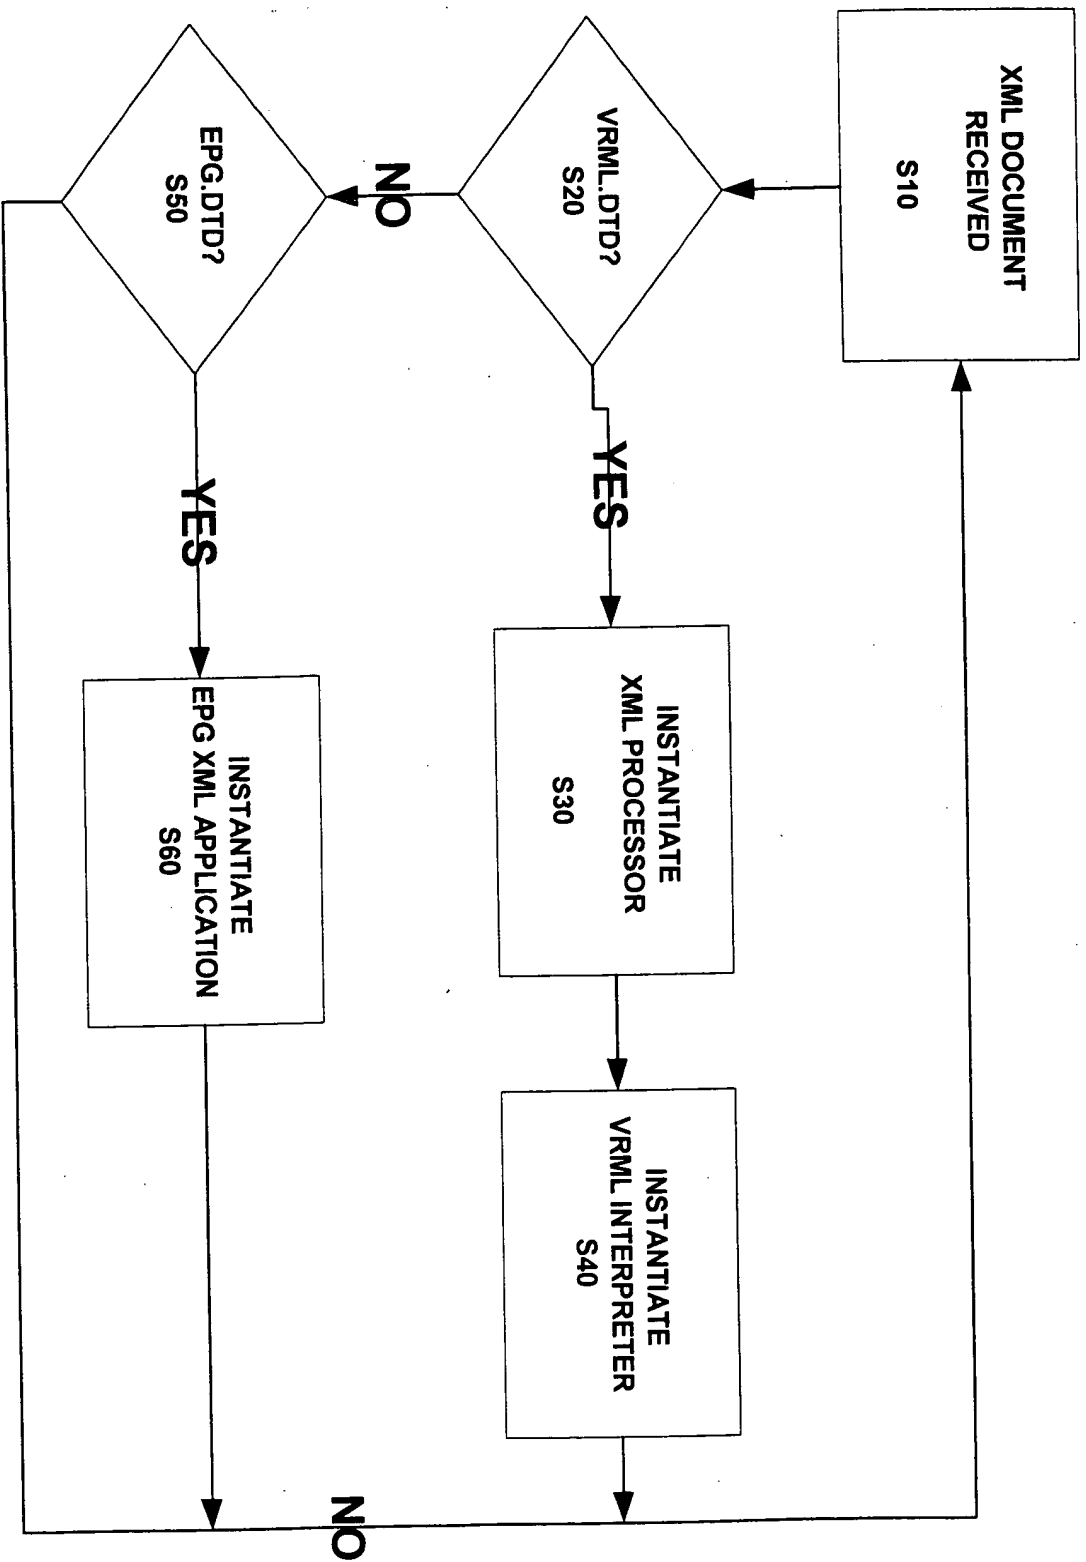 XML DOCUMENT
RECEIVED
S10
VRML.DTD?
S20
YES
INSTANTIATE
XML PROCESSOR
S30
INSTANTIATE
VRML INTERPRETER
S40
NO
EPG.DTD?
S50
YES
INSTANTIATE
EPG XML APPLICATION
S60
NO